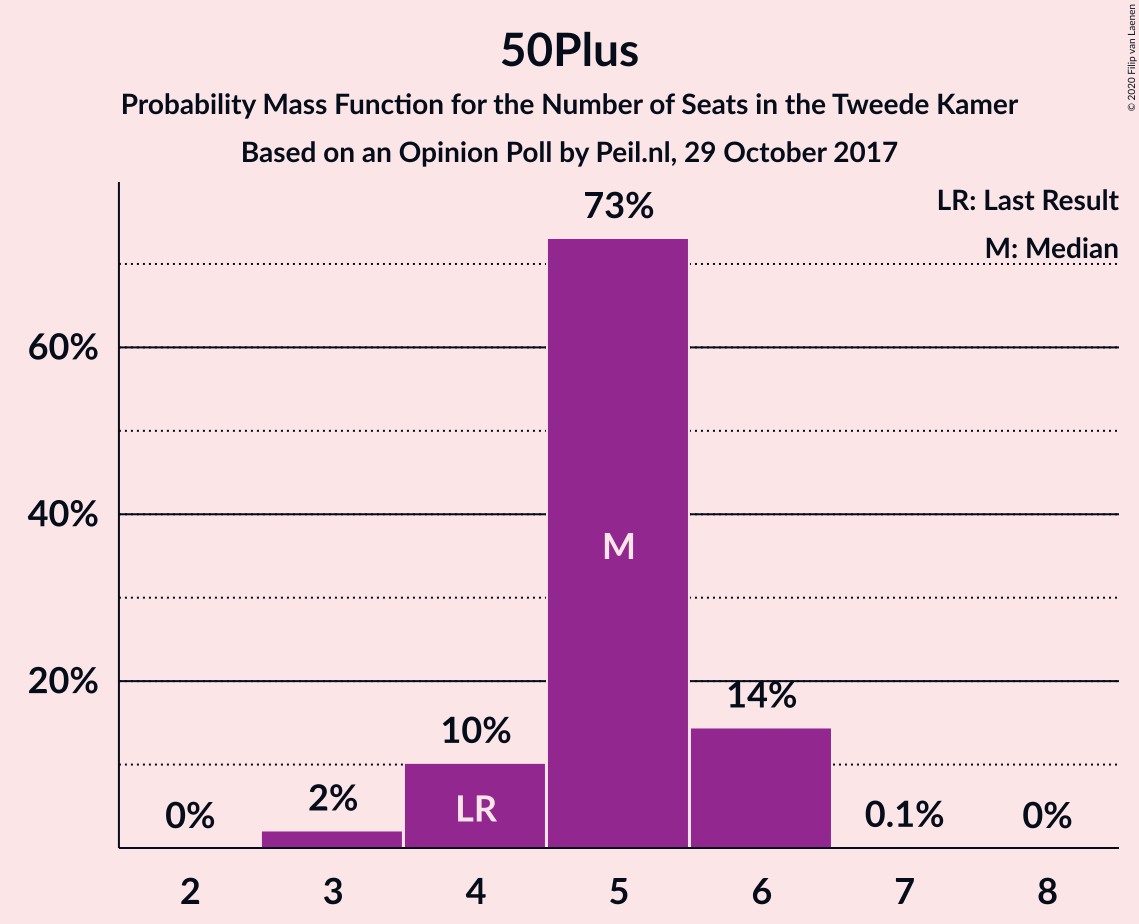 50Plus
Probability Mass Function for the Number of Seats in the Tweede Kamer
Based on an Opinion Poll by Peil.nl, 29 October 2017
© 2020 Filip van Laenen
LR: Last Result
M: Median
60%
40%
20%
0%
2%
10%
73%
14%
0.1%
0%
LR
M
2 3 4 5 6 7 8